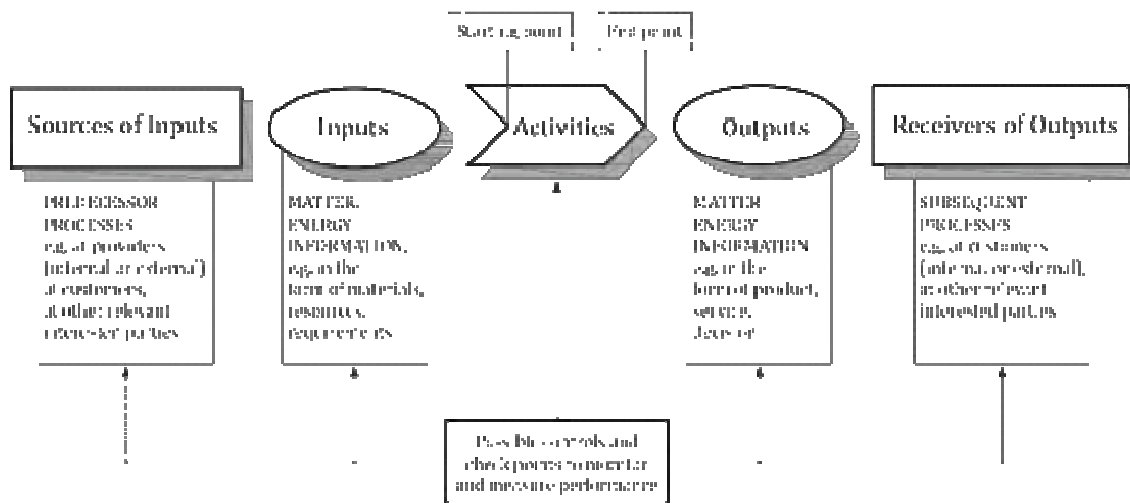 Starting point
End point
Sources of Inputs
Inputs
Activities
Outputs
Receivers of Outputs
PREDECESSOR
PROCESSES
e.g. at providers
(internal or external)
at customers,
at other relevant
interested parties
MATTER,
ENERGY
INFORMATION,
e.g. in the
form of materials,
resources,
requirements
MATTER
ENERGY
INFORMATION
e.g. in the
form of product,
service,
decision
SUBSEQUENT
PROCESSES
e.g. at customers
(internal or external),
at other relevant
interested parties
Possible controls and
check points to monitor
and measure performance